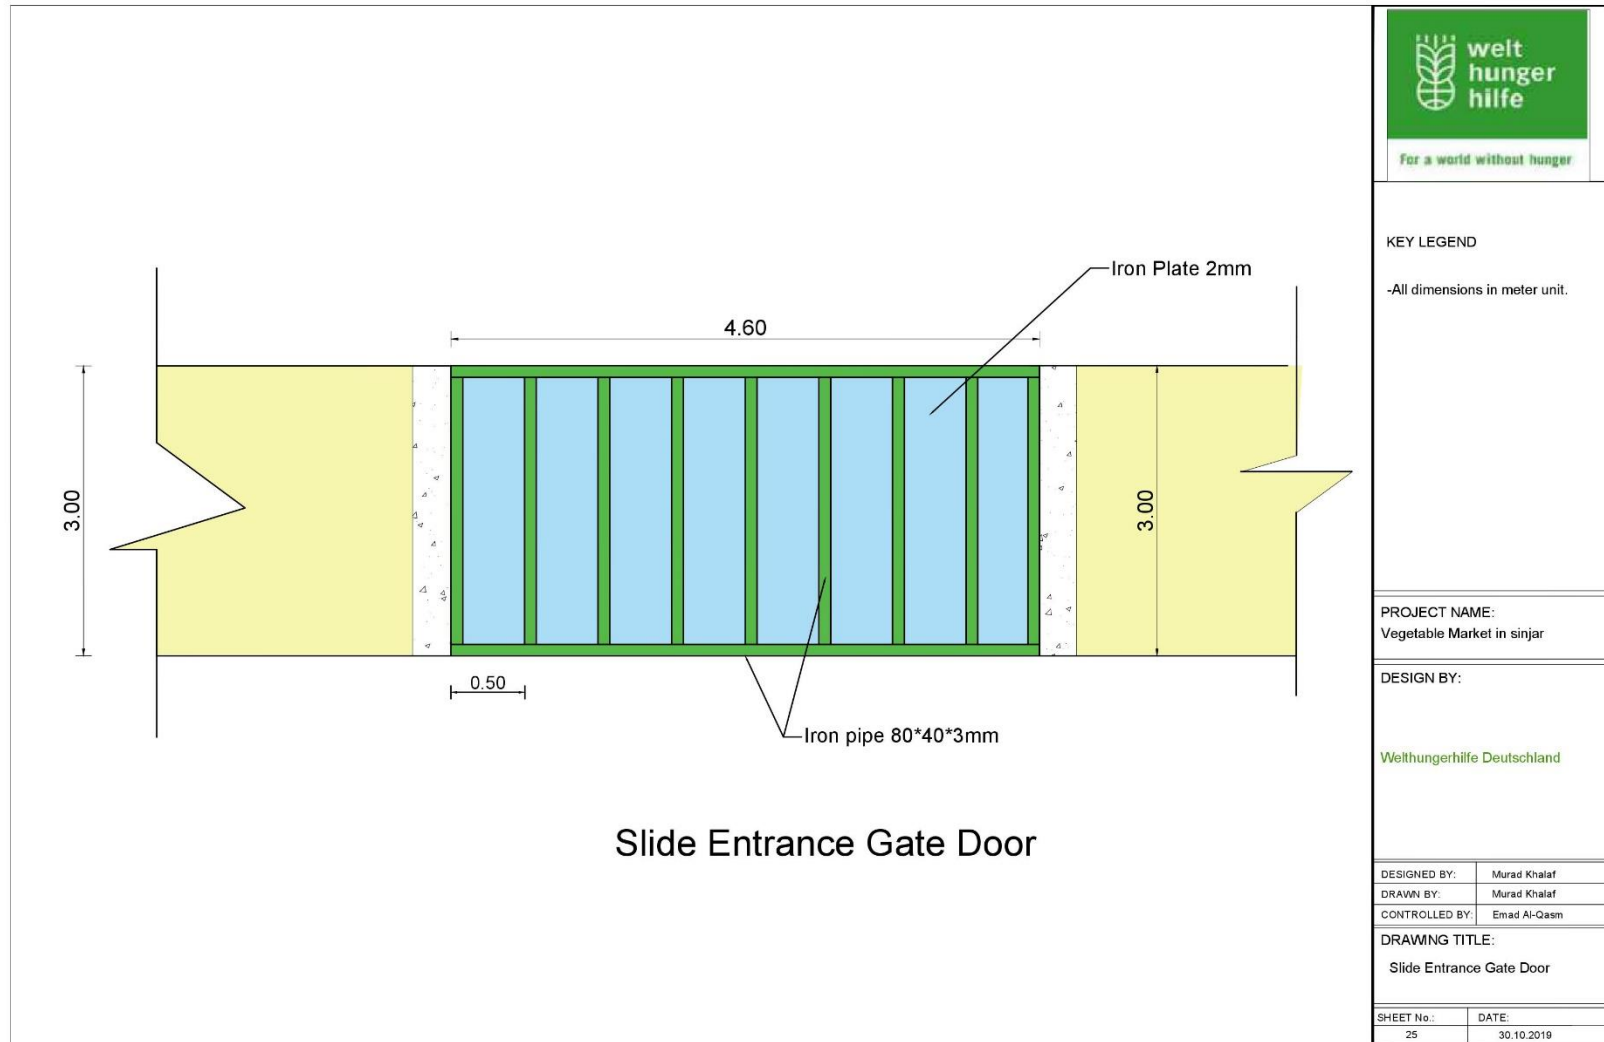 welt
hunger
hilfe
For a world without hunger
KEY LEGEND
-All dimensions in meter unit.
Iron Plate 2mm
4.60
3.00
3.00
0.50
Iron pipe 80*40*3mm
Slide Entrance Gate Door
PROJECT NAME:
Vegetable Market in sinjar
DESIGN BY:
Welthungerhilfe Deutschland
DESIGNED BY: Murad Khalaf
DRAWN BY: Murad Khalaf
CONTROLLED BY: Emad Al-Qasm
DRAWING TITLE:
Slide Entrance Gate Door
SHEET No.: DATE:
25 30.10.2019